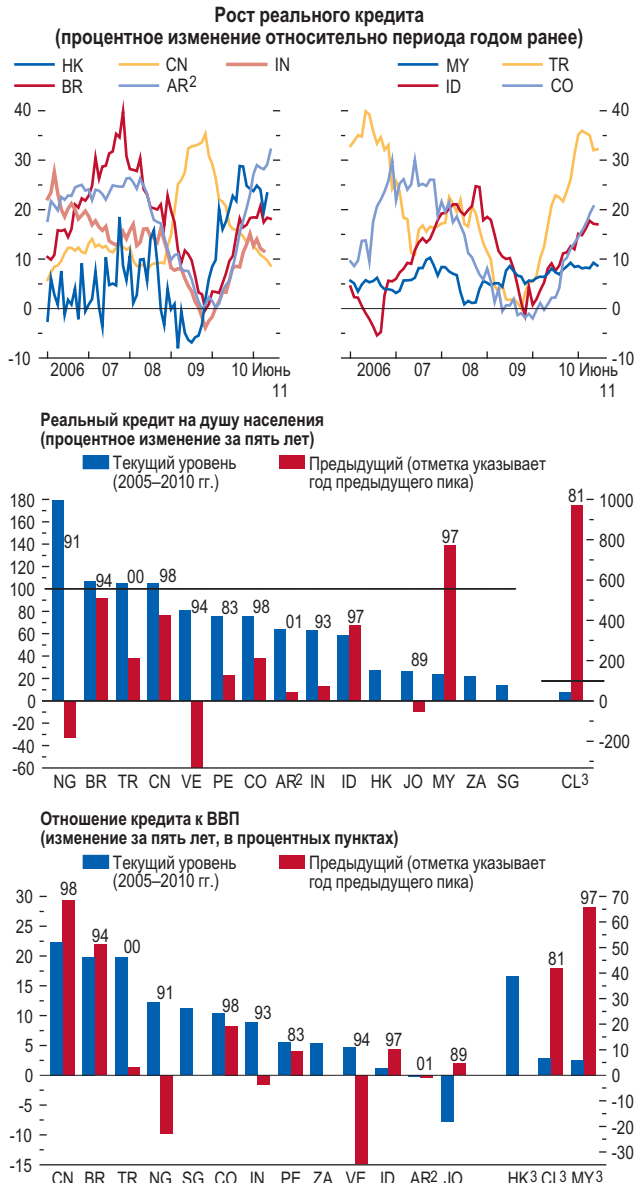 Рост реального кредита
(процентное изменение относительно периода годом ранее)
HK CN IN
BR AR2
MY TR
ID CO
40 40
30 30
20 20
10 10
0 0
-10 -10
2006 07 08 09 10 Июнь 11
2006 07 08 09 10 Июнь 11
Реальный кредит на душу населения
(процентное изменение за пять лет)
Текущий уровень
(2005–2010 гг.)
Предыдущий (отметка указывает
год предыдущего пика)
180
160
140
120
100
80
60
40
20
0
-20
-40
-60
91 94 00 98 94 83 98 01 93 97 89 97 81
1000
800
600
400
200
0
-200
NG BR TR CN VE PE CO AR2 IN ID HK JO MY ZA SG CL3
Отношение кредита к ВВП
(изменение за пять лет, в процентных пунктах)
Текущий уровень
(2005–2010 гг.)
Предыдущий (отметка указывает
год предыдущего пика)
30
25
20
15
10
5
0
-5
-10
-15
98 94 00 91 98 93 83 94 97 01 89 81 97
70
60
50
40
30
20
10
0
-10
-20
-30
CN BR TR NG SG CO IN PE ZA VE ID AR2 JO HK3 CL3 MY3